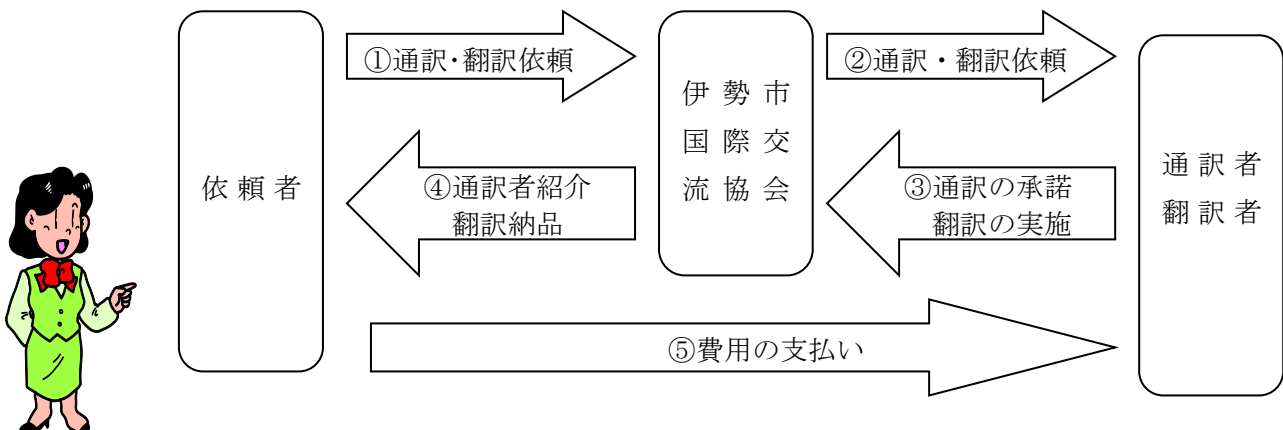 ①通訳・翻訳依頼
②通訳・翻訳依頼
依頼者
伊勢市
国際交
流協会
通訳者
翻訳者
④通訳者紹介
翻訳納品
③通訳の承諾
翻訳の実施
⑤費用の支払い